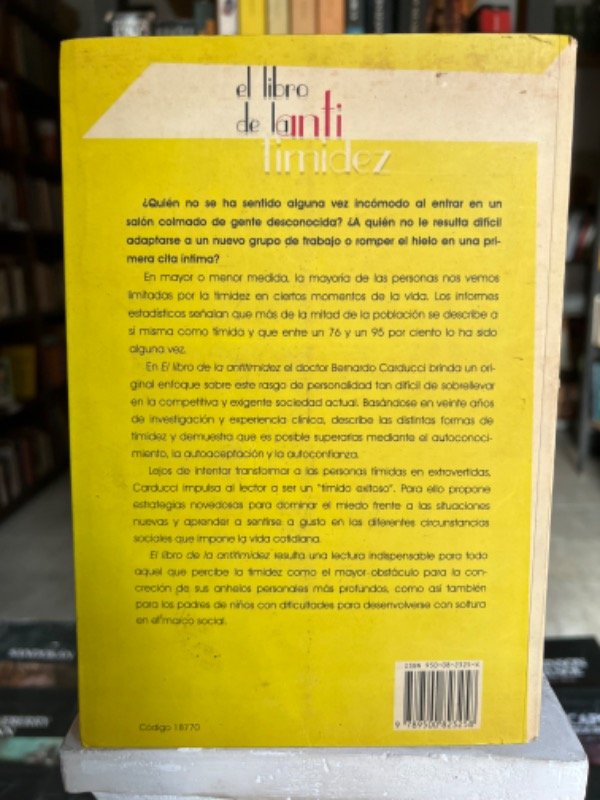 el libro
de la anti
timidez
¿Quién no se ha sentido alguna vez incómodo al entrar en un
salón colmado de gente desconocida? ¿A quién no le resulta difícil
adaptarse a un nuevo grupo de trabajo o romper el hielo en una pri-
mera cita íntima?
En mayor o menor medida, la mayoría de las personas nos vemos
limitadas por la timidez en ciertos momentos de la vida. Los informes
estadísticos señalan que más de la mitad de la población se describe a
sí misma como tímida y que entre un 76 y un 95 por ciento lo ha sido
alguna vez.
En El libro de la antitimidez el doctor Bernardo Carducci brinda un ori-
ginal enfoque sobre este rasgo de personalidad tan difícil de sobrellevar
en la competitiva y exigente sociedad actual. Basándose en veinte años
de investigación y experiencia clínica, describe las distintas formas de
timidez y demuestra que es posible superarlas mediante el autoconoci-
miento, la autoaceptación y la autoconfianza.
Lejos de intentar transformar a las personas tímidas en extrovertidas,
Carducci impulsa al lector a ser un "tímido exitoso". Para ello propone
estrategias novedosas para dominar el miedo frente a las situaciones
nuevas y aprender a sentirse a gusto en las diferentes circunstancias
sociales que impone la vida cotidiana.
El libro de la antitimidez resulta una lectura indispensable para todo
aquel que percibe la timidez como el mayor obstáculo para la con-
creción de sus anhelos personales más profundos, como así también
para los padres de niños con dificultades para desenvolverse con soltura
en el marco social.
ISBN 950-08-2325-X
9 789500 823258
Código 18770